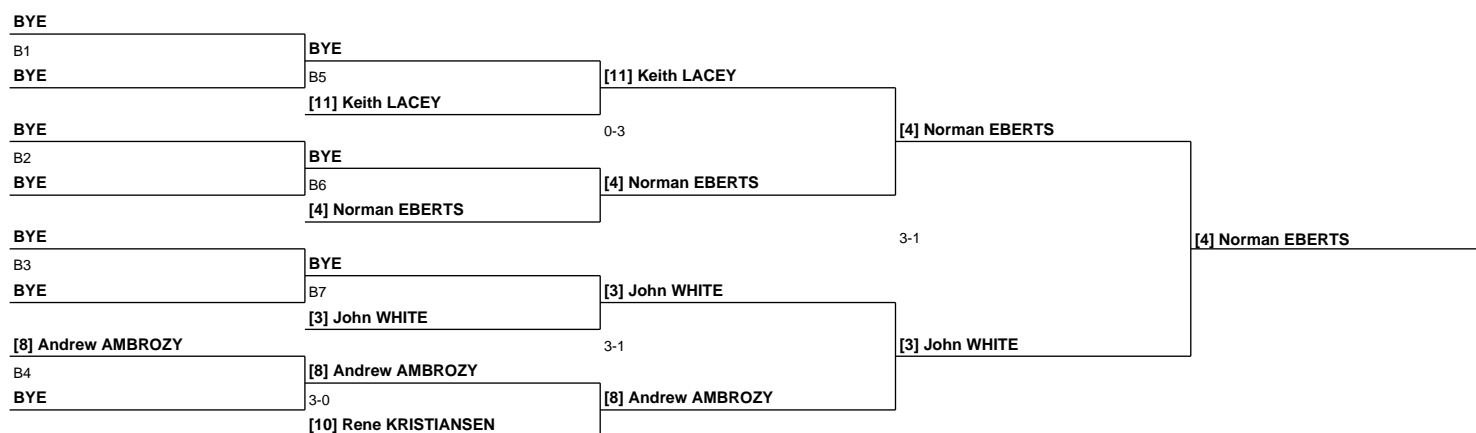 BYE
B1
BYE
BYE
B5
[11] Keith LACEY
[11] Keith LACEY
0-3
BYE
B2
BYE
BYE
B6
[4] Norman EBERTS
[4] Norman EBERTS
[4] Norman EBERTS
3-1
[4] Norman EBERTS
BYE
B3
BYE
BYE
B7
[3] John WHITE
[3] John WHITE
3-1
[3] John WHITE
[8] Andrew AMBROZY
B4
BYE
[8] Andrew AMBROZY
3-0
[10] Rene KRISTIANSEN
[8] Andrew AMBROZY